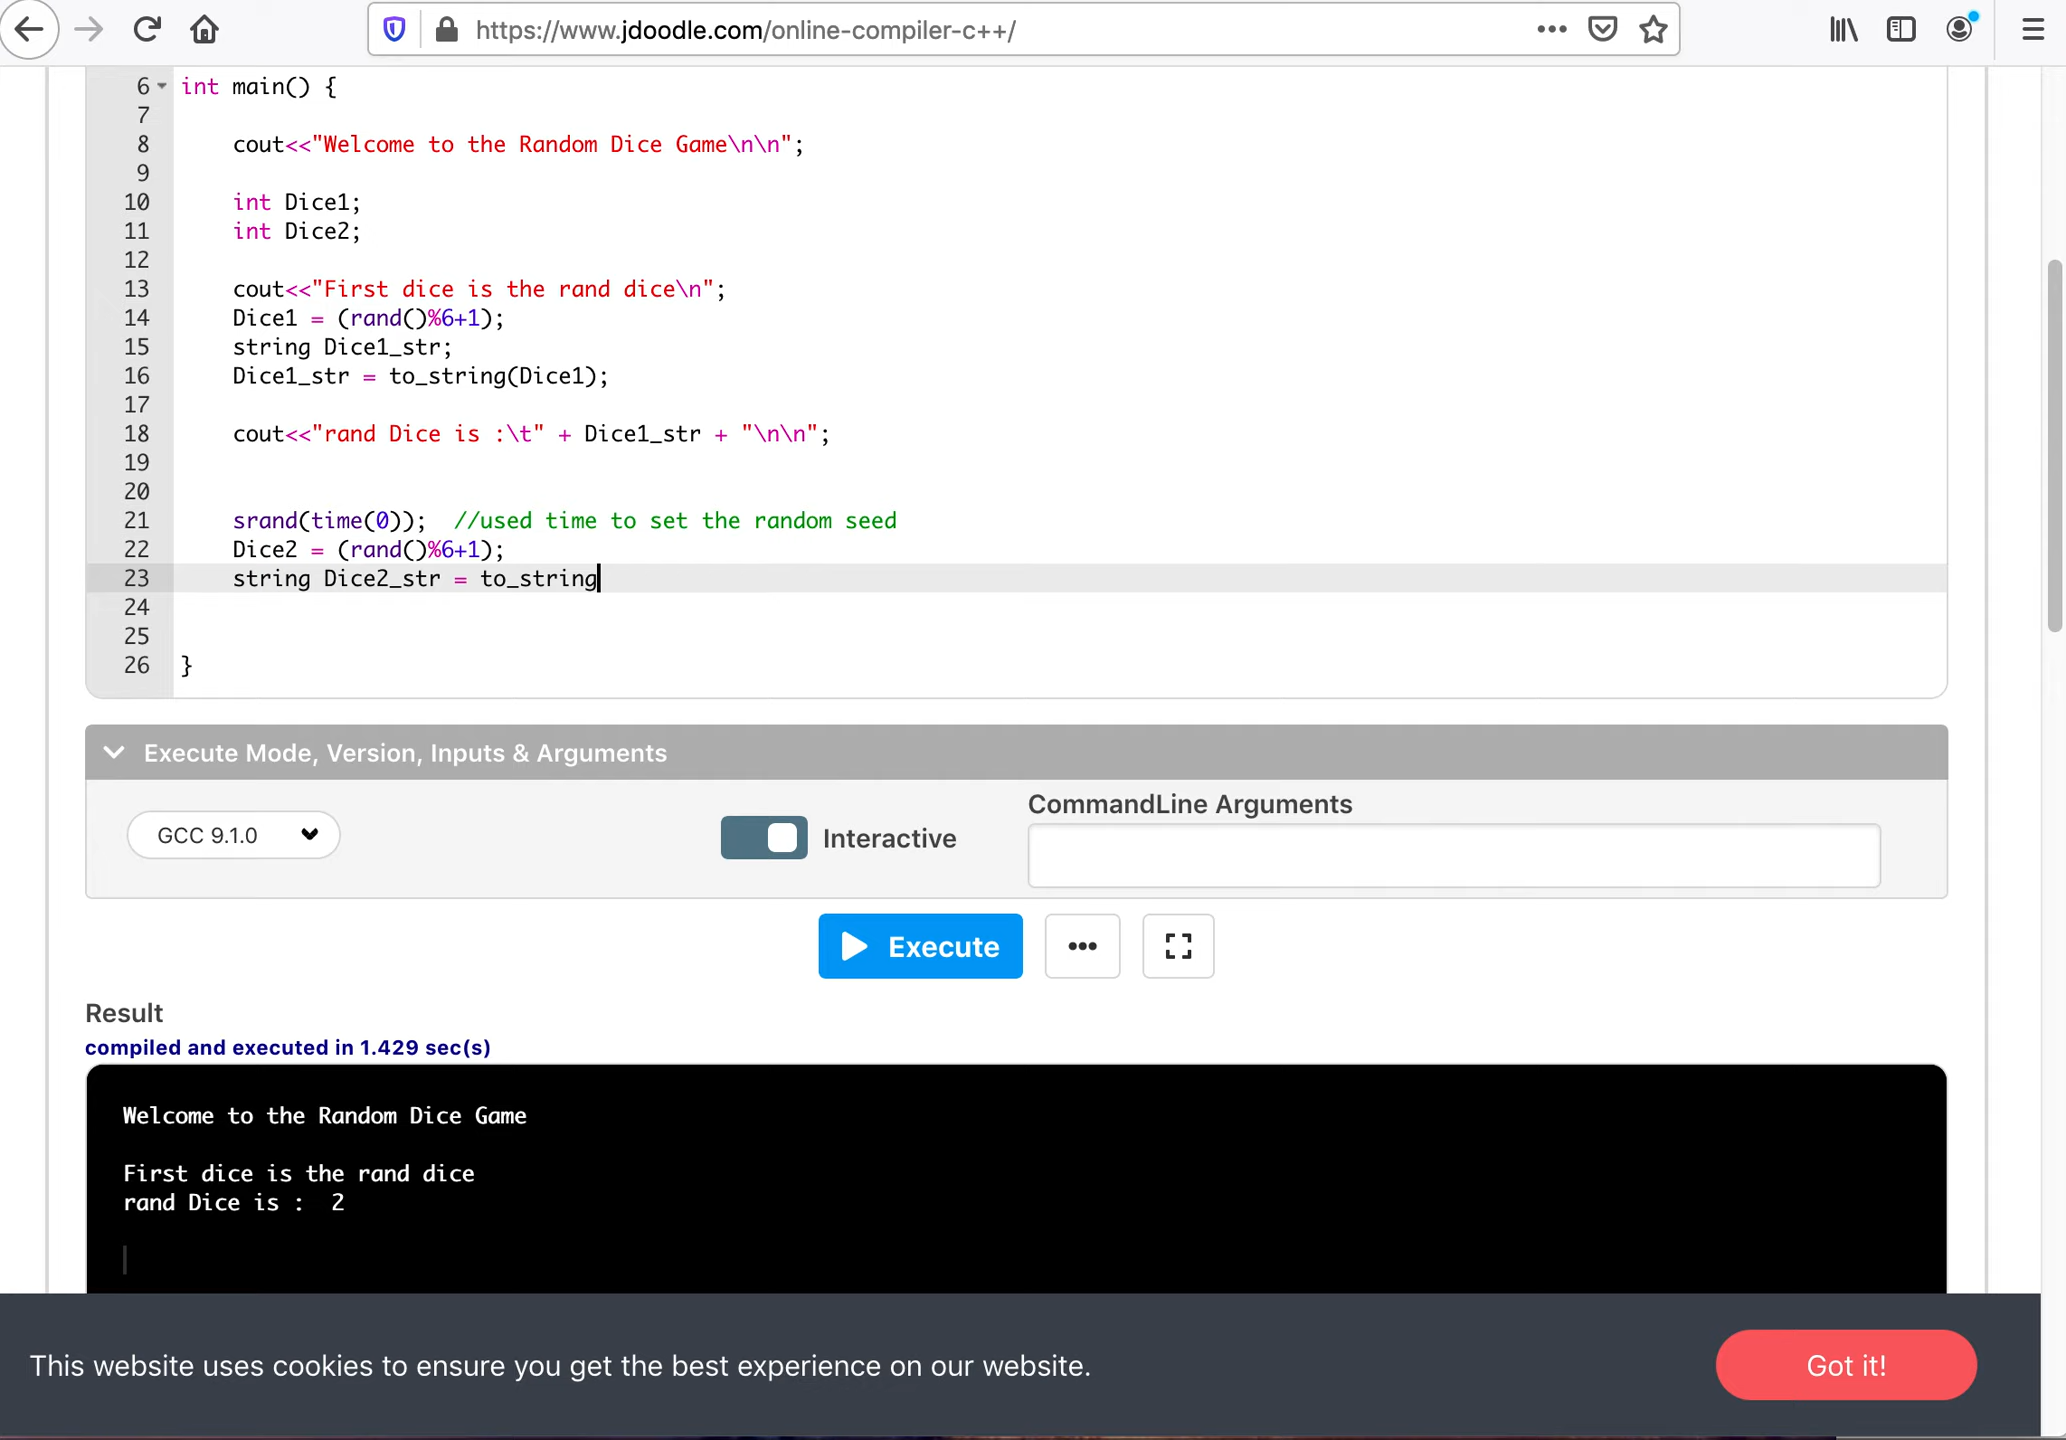 https://www.jdoodle.com/online-compiler-c++/
6 int main() {
7
8 cout<<"Welcome to the Random Dice Game\n\n";
9
10 int Dice1;
11 int Dice2;
12
13 cout<<"First dice is the rand dice\n";
14 Dice1 = (rand()%6+1);
15 string Dice1_str;
16 Dice1_str = to_string(Dice1);
17
18 cout<<"rand Dice is :\t" + Dice1_str + "\n\n";
19
20
21 srand(time(0)); //used time to set the random seed
22 Dice2 = (rand()%6+1);
23 string Dice2_str = to_string
24
25
26 }
Execute Mode, Version, Inputs & Arguments
CommandLine Arguments
GCC 9.1.0 Interactive
Execute
Result
compiled and executed in 1.429 sec(s)
Welcome to the Random Dice Game
First dice is the rand dice
rand Dice is : 2
This website uses cookies to ensure you get the best experience on our website. Got it!